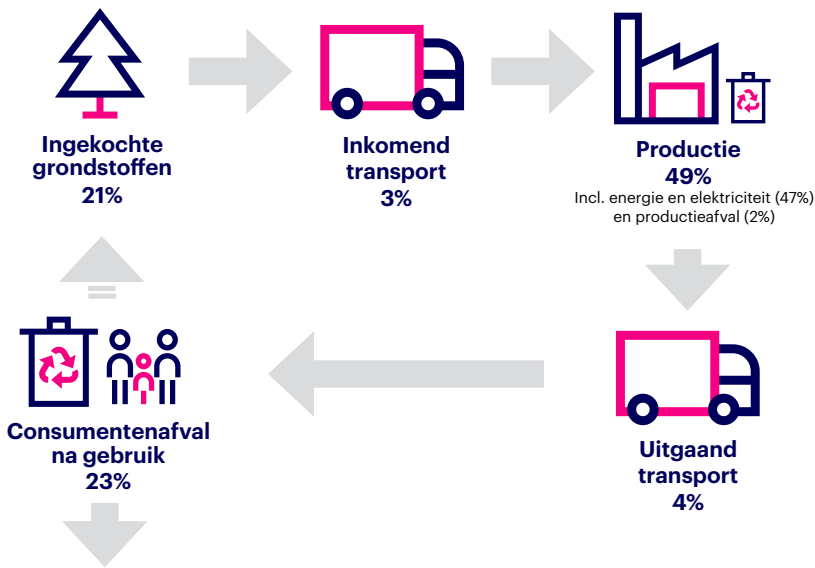 Ingekochte
grondstoffen
21%
Inkomend
transport
3%
Productie
49%
Incl. energie en elektriciteit (47%)
en productieafval (2%)
Consumentenafval
na gebruik
23%
Uitgaand
transport
4%